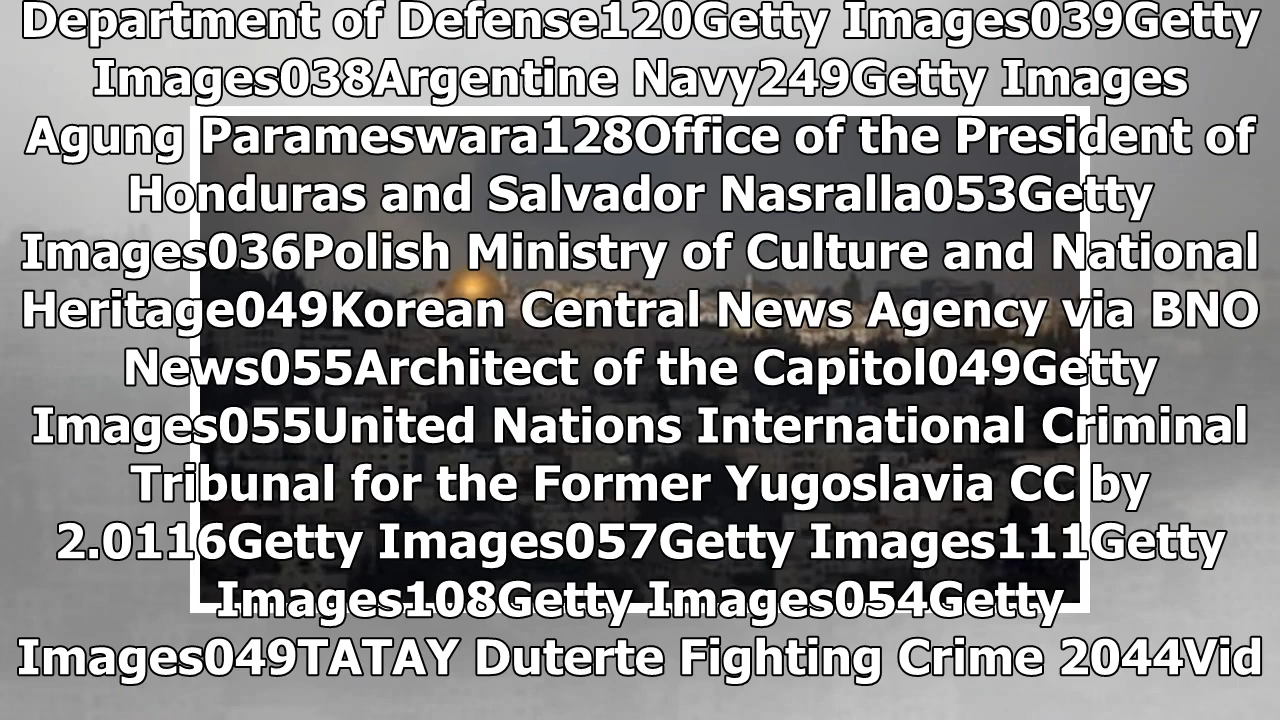 Department of Defense120Getty Images039Getty
Images038Argentine Navy249Getty Images
Agung Parameswara128Office of the President of
Honduras and Salvador Nasralla053Getty
Images036Polish Ministry of Culture and National
Heritage049Korean Central News Agency via BNO
News055Architect of the Capitol049Getty
Images055United Nations International Criminal
Tribunal for the Former Yugoslavia CC by
2.0116Getty Images057Getty Images111Getty
Images108Getty Images054Getty
Images049TATAY Duterte Fighting Crime 2044Vid